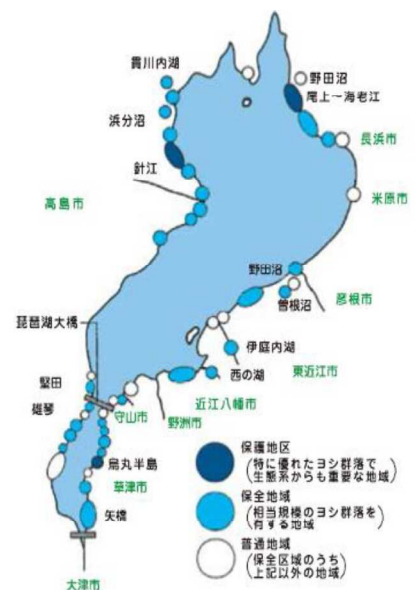 貫川内湖
野田沼
尾上～海老江
浜分沼
長浜市
針江
高島市
米原市
野田沼
彦根市
曽根沼
琵琶湖大橋
伊庭内湖
東近江市
西の湖
堅田
近江八幡市
守山市
野洲市
雄琴
烏丸半島
草津市
矢橋
大津市
保護地区
(特に優れたヨシ群落で
生態系からも重要な地域)
保全地域
(相当規模のヨシ群落を
有する地域)
普通地域
(保全区域のうち
上記以外の地域)